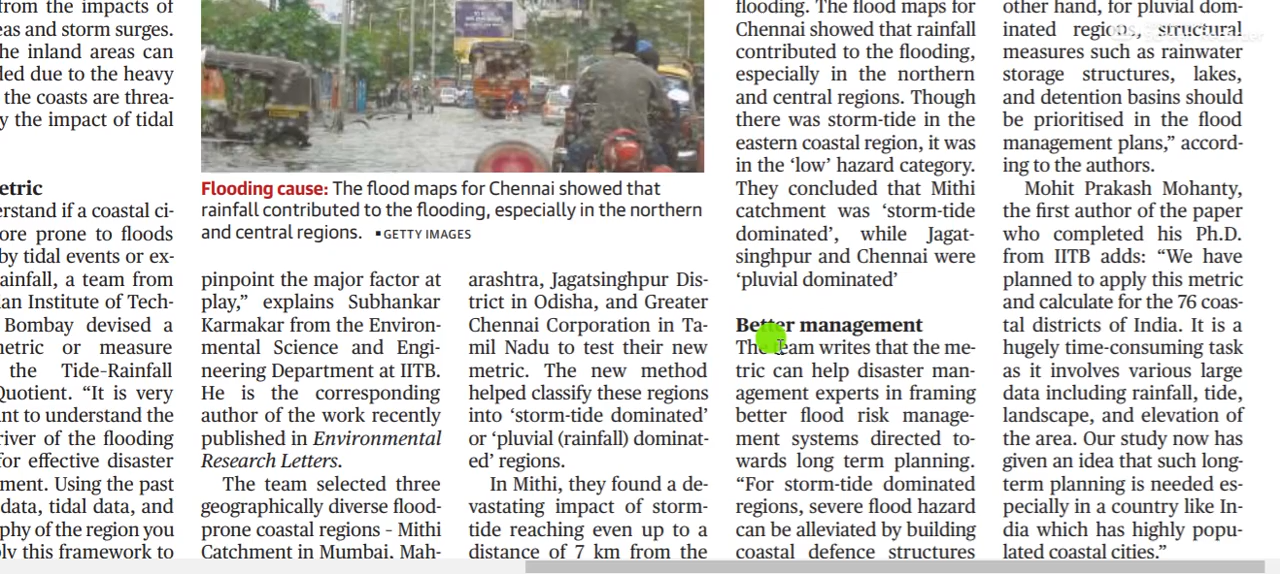 from the impacts of
eas and storm surges.
he inland areas can
ded due to the heavy
the coasts are threa-
y the impact of tidal
etric
erstand if a coastal ci-
ore prone to floods
by tidal events or ex-
ainfall, a team from
ian Institute of Tech-
Bombay devised a
metric or measure
the Tide-Rainfall
Quotient. “It is very
nt to understand the
river of the flooding
for effective disaster
ment. Using the past
data, tidal data, and
phy of the region you
ly this framework to
Flooding cause: The flood maps for Chennai showed that
rainfall contributed to the flooding, especially in the northern
and central regions. ▪ GETTY IMAGES
pinpoint the major factor at
play,” explains Subhankar
Karmakar from the Environ-
mental Science and Engi-
neering Department at IITB.
He is the corresponding
author of the work recently
published in Environmental
Research Letters.
The team selected three
geographically diverse flood-
prone coastal regions - Mithi
Catchment in Mumbai, Mah-
arashtra, Jagatsinghpur Dis-
trict in Odisha, and Greater
Chennai Corporation in Ta-
mil Nadu to test their new
metric. The new method
helped classify these regions
into ‘storm-tide dominated’
or ‘pluvial (rainfall) dominat-
ed’ regions.
In Mithi, they found a de-
vastating impact of storm-
tide reaching even up to a
distance of 7 km from the
flooding. The flood maps for
Chennai showed that rainfall
contributed to the flooding,
especially in the northern
and central regions. Though
there was storm-tide in the
eastern coastal region, it was
in the ‘low’ hazard category.
They concluded that Mithi
catchment was ‘storm-tide
dominated’, while Jagat-
singhpur and Chennai were
‘pluvial dominated’
Better management
The team writes that the me-
tric can help disaster man-
agement experts in framing
better flood risk manage-
ment systems directed to-
wards long term planning.
“For storm-tide dominated
regions, severe flood hazard
can be alleviated by building
coastal defence structures
other hand, for pluvial dom-
inated regions, structural
measures such as rainwater
storage structures, lakes,
and detention basins should
be prioritised in the flood
management plans,” accord-
ing to the authors.
Mohit Prakash Mohanty,
the first author of the paper
who completed his Ph.D.
from IITB adds: “We have
planned to apply this metric
and calculate for the 76 coas-
tal districts of India. It is a
hugely time-consuming task
as it involves various large
data including rainfall, tide,
landscape, and elevation of
the area. Our study now has
given an idea that such long-
term planning is needed es-
pecially in a country like In-
dia which has highly popu-
lated coastal cities.”